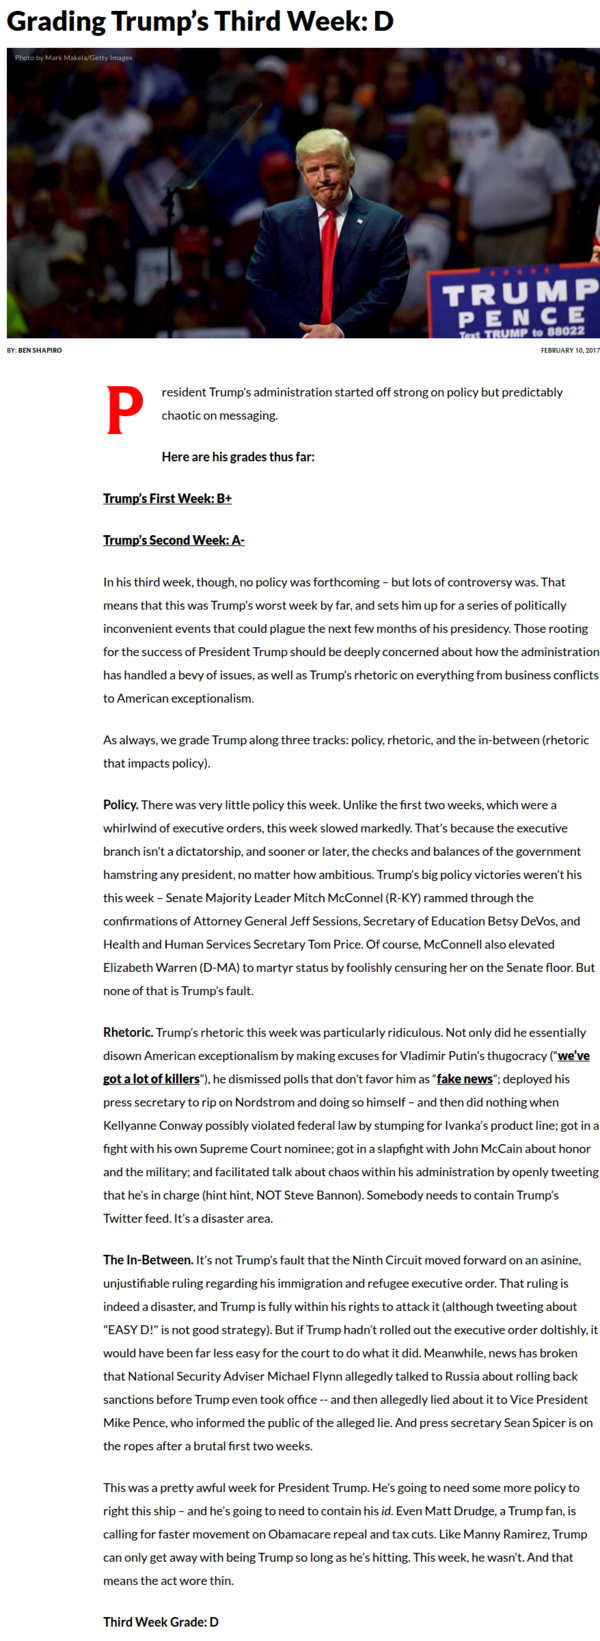 Grading Trump's Third Week: D
Photo by Mark Makela/Getty Images
TRUMP
PENCE
Text TRUMP to 88022
BY: BEN SHAPIRO
FEBRUARY 10, 2017
President Trump's administration started off strong on policy but predictably
chaotic on messaging.
Here are his grades thus far:
Trump's First Week: B+
Trump's Second Week: A-
In his third week, though, no policy was forthcoming – but lots of controversy was. That
means that this was Trump's worst week by far, and sets him up for a series of politically
inconvenient events that could plague the next few months of his presidency. Those rooting
for the success of President Trump should be deeply concerned about how the administration
has handled a bevy of issues, as well as Trump's rhetoric on everything from business conflicts
to American exceptionalism.
As always, we grade Trump along three tracks: policy, rhetoric, and the in-between (rhetoric
that impacts policy).
Policy. There was very little policy this week. Unlike the first two weeks, which were a
whirlwind of executive orders, this week slowed markedly. That's because the executive
branch isn't a dictatorship, and sooner or later, the checks and balances of the government
hamstring any president, no matter how ambitious. Trump's big policy victories weren't his
this week – Senate Majority Leader Mitch McConnel (R-KY) rammed through the
confirmations of Attorney General Jeff Sessions, Secretary of Education Betsy DeVos, and
Health and Human Services Secretary Tom Price. Of course, McConnell also elevated
Elizabeth Warren (D-MA) to martyr status by foolishly censuring her on the Senate floor. But
none of that is Trump's fault.
Rhetoric. Trump's rhetoric this week was particularly ridiculous. Not only did he essentially
disown American exceptionalism by making excuses for Vladimir Putin's thugocracy ("we've
got a lot of killers"), he dismissed polls that don't favor him as "fake news"; deployed his
press secretary to rip on Nordstrom and doing so himself – and then did nothing when
Kellyanne Conway possibly violated federal law by stumping for Ivanka's product line; got in a
fight with his own Supreme Court nominee; got in a slapfight with John McCain about honor
and the military; and facilitated talk about chaos within his administration by openly tweeting
that he's in charge (hint hint, NOT Steve Bannon). Somebody needs to contain Trump's
Twitter feed. It's a disaster area.
The In-Between. It's not Trump's fault that the Ninth Circuit moved forward on an asinine,
unjustifiable ruling regarding his immigration and refugee executive order. That ruling is
indeed a disaster, and Trump is fully within his rights to attack it (although tweeting about
"EASY D!" is not good strategy). But if Trump hadn't rolled out the executive order doltishly, it
would have been far less easy for the court to do what it did. Meanwhile, news has broken
that National Security Adviser Michael Flynn allegedly talked to Russia about rolling back
sanctions before Trump even took office -- and then allegedly lied about it to Vice President
Mike Pence, who informed the public of the alleged lie. And press secretary Sean Spicer is on
the ropes after a brutal first two weeks.
This was a pretty awful week for President Trump. He's going to need some more policy to
right this ship – and he's going to need to contain his id. Even Matt Drudge, a Trump fan, is
calling for faster movement on Obamacare repeal and tax cuts. Like Manny Ramirez, Trump
can only get away with being Trump so long as he's hitting. This week, he wasn't. And that
means the act wore thin.
Third Week Grade: D